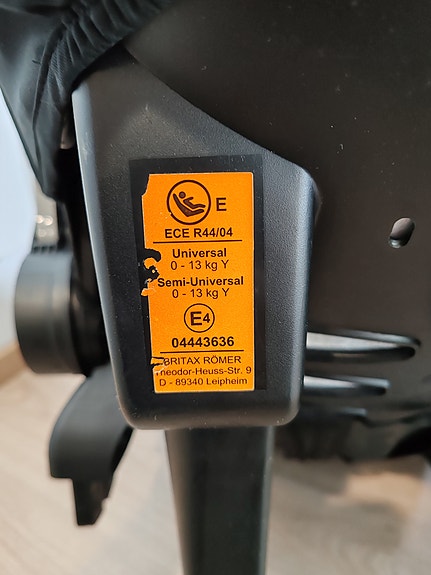 E
ECE R44/04
Universal
0 - 13 kg Y
Semi-Universal
0 - 13 kg Y
E4
04443636
BRITAX RÖMER
Theodor-Heuss-Str. 9
D - 89340 Leipheim